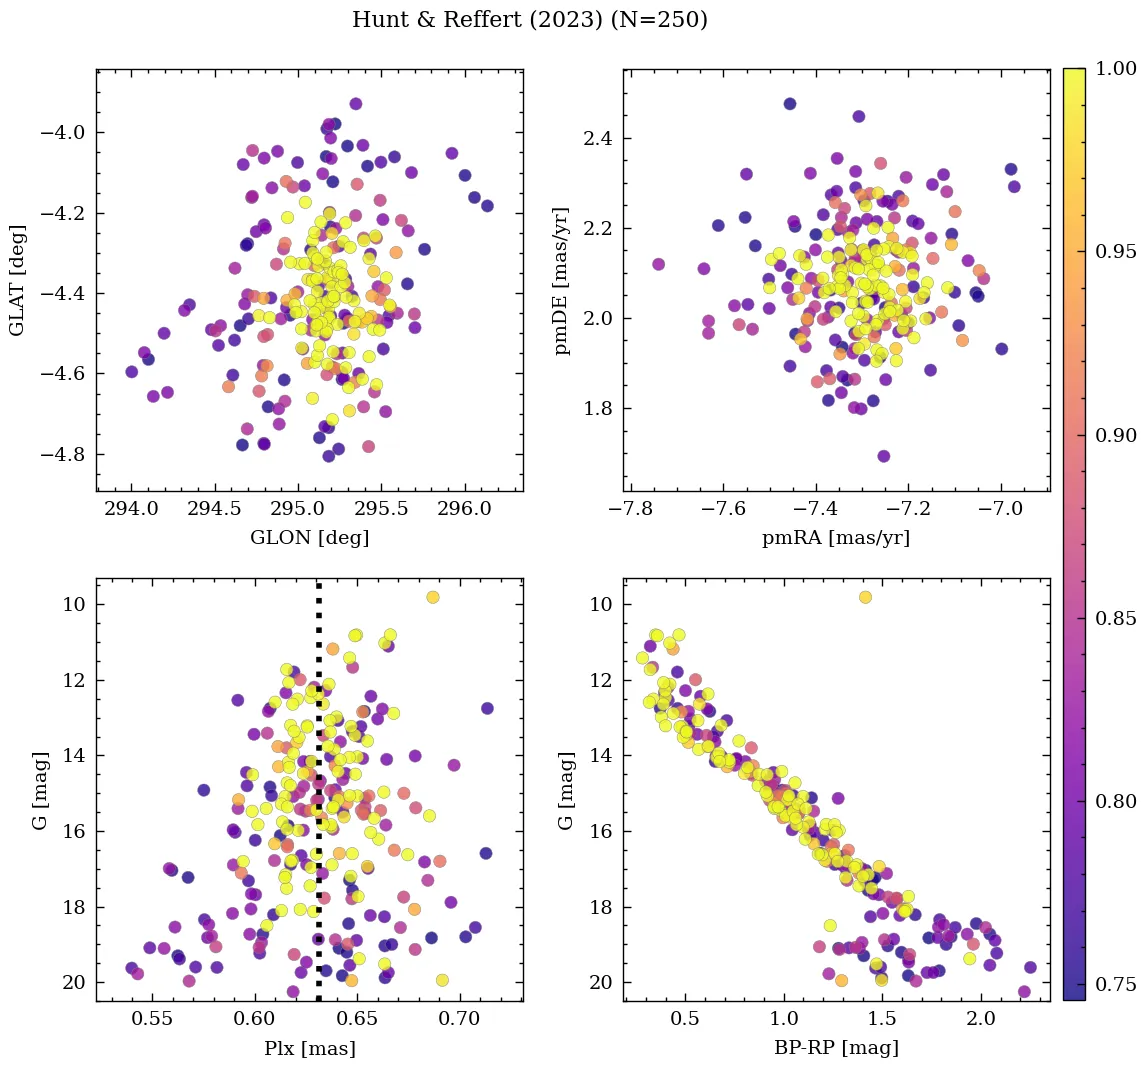 Hunt & Reffert (2023) (N=250)
−4.0
−4.2
−4.4
−4.6
−4.8
GLAT [deg]
294.0 294.5 295.0 295.5 296.0
GLON [deg]
2.4
2.2
2.0
1.8
pmDE [mas/yr]
−7.8 −7.6 −7.4 −7.2 −7.0
pmRA [mas/yr]
1.00
0.95
0.90
0.85
0.80
0.75
10
12
14
16
18
20
G [mag]
0.55 0.60 0.65 0.70
Plx [mas]
10
12
14
16
18
20
G [mag]
0.5 1.0 1.5 2.0
BP-RP [mag]